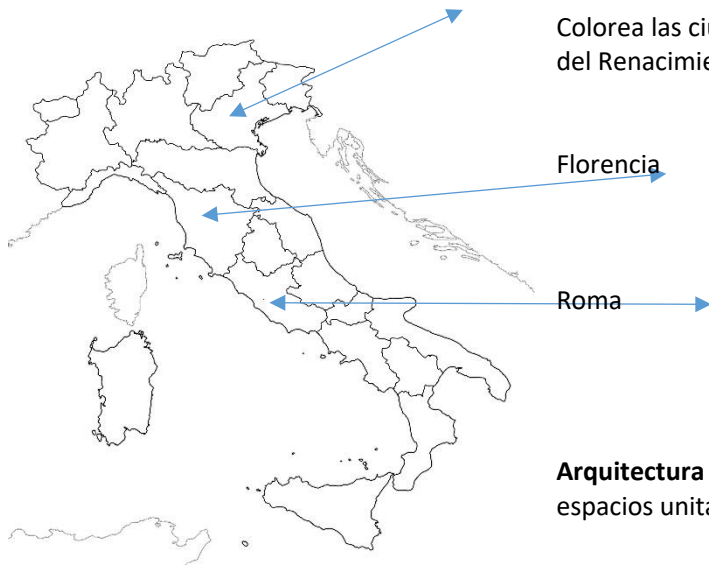 Colorea las
del
Florencia
Roma
Arquitectura
espacios